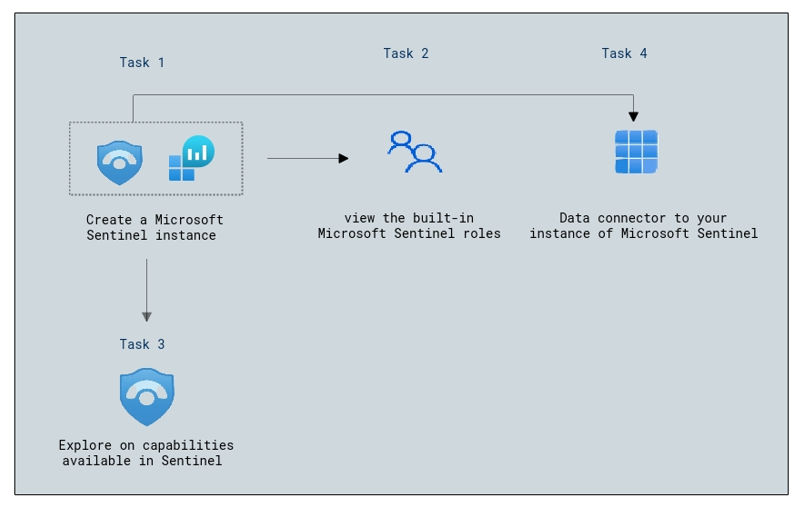 Task 1
Task 2
Task 4
Create a Microsoft
Sentinel instance
view the built-in
Microsoft Sentinel roles
Data connector to your
instance of Microsoft Sentinel
Task 3
Explore on capabilities
available in Sentinel